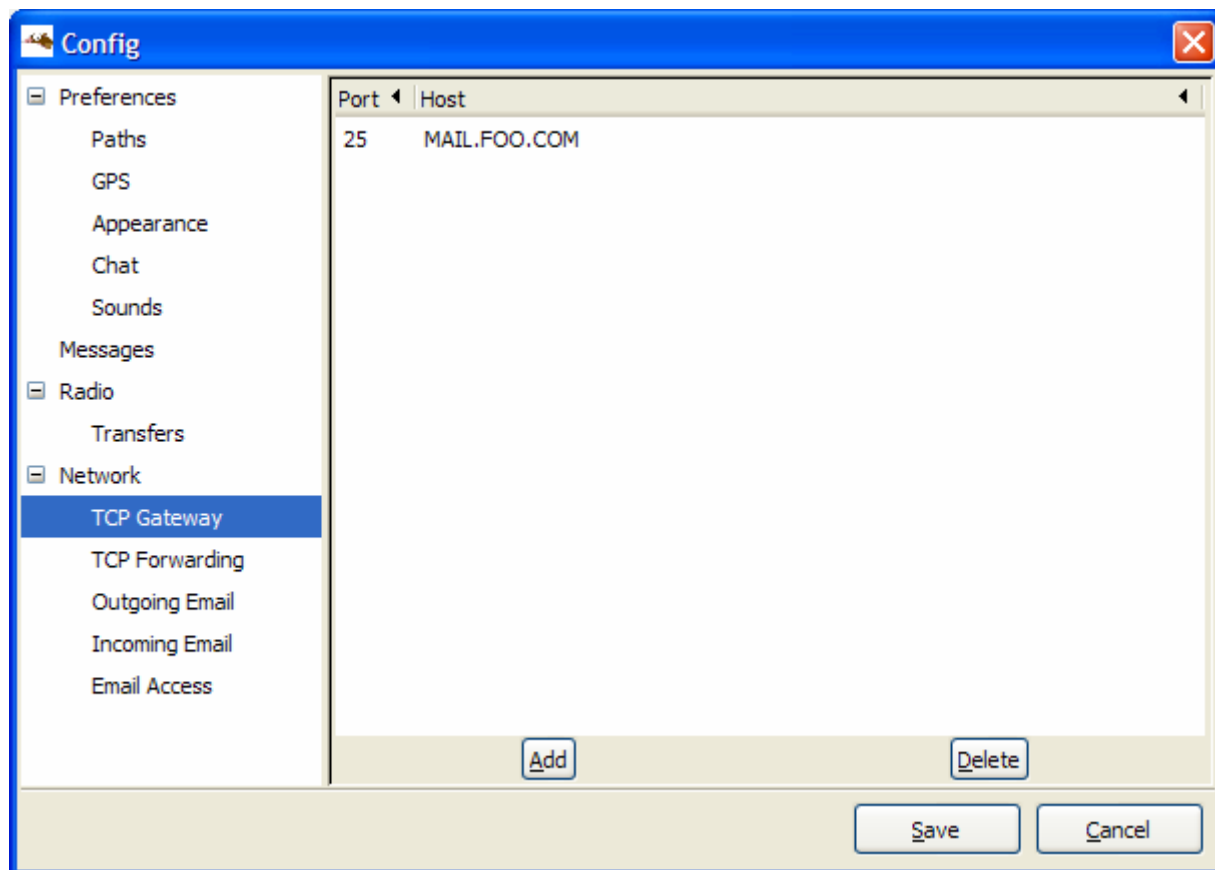 Config
Preferences
Paths
GPS
Appearance
Chat
Sounds
Messages
Radio
Transfers
Network
TCP Gateway
TCP Forwarding
Outgoing Email
Incoming Email
Email Access
Port Host
25 MAIL.FOO.COM
Add Delete
Save Cancel